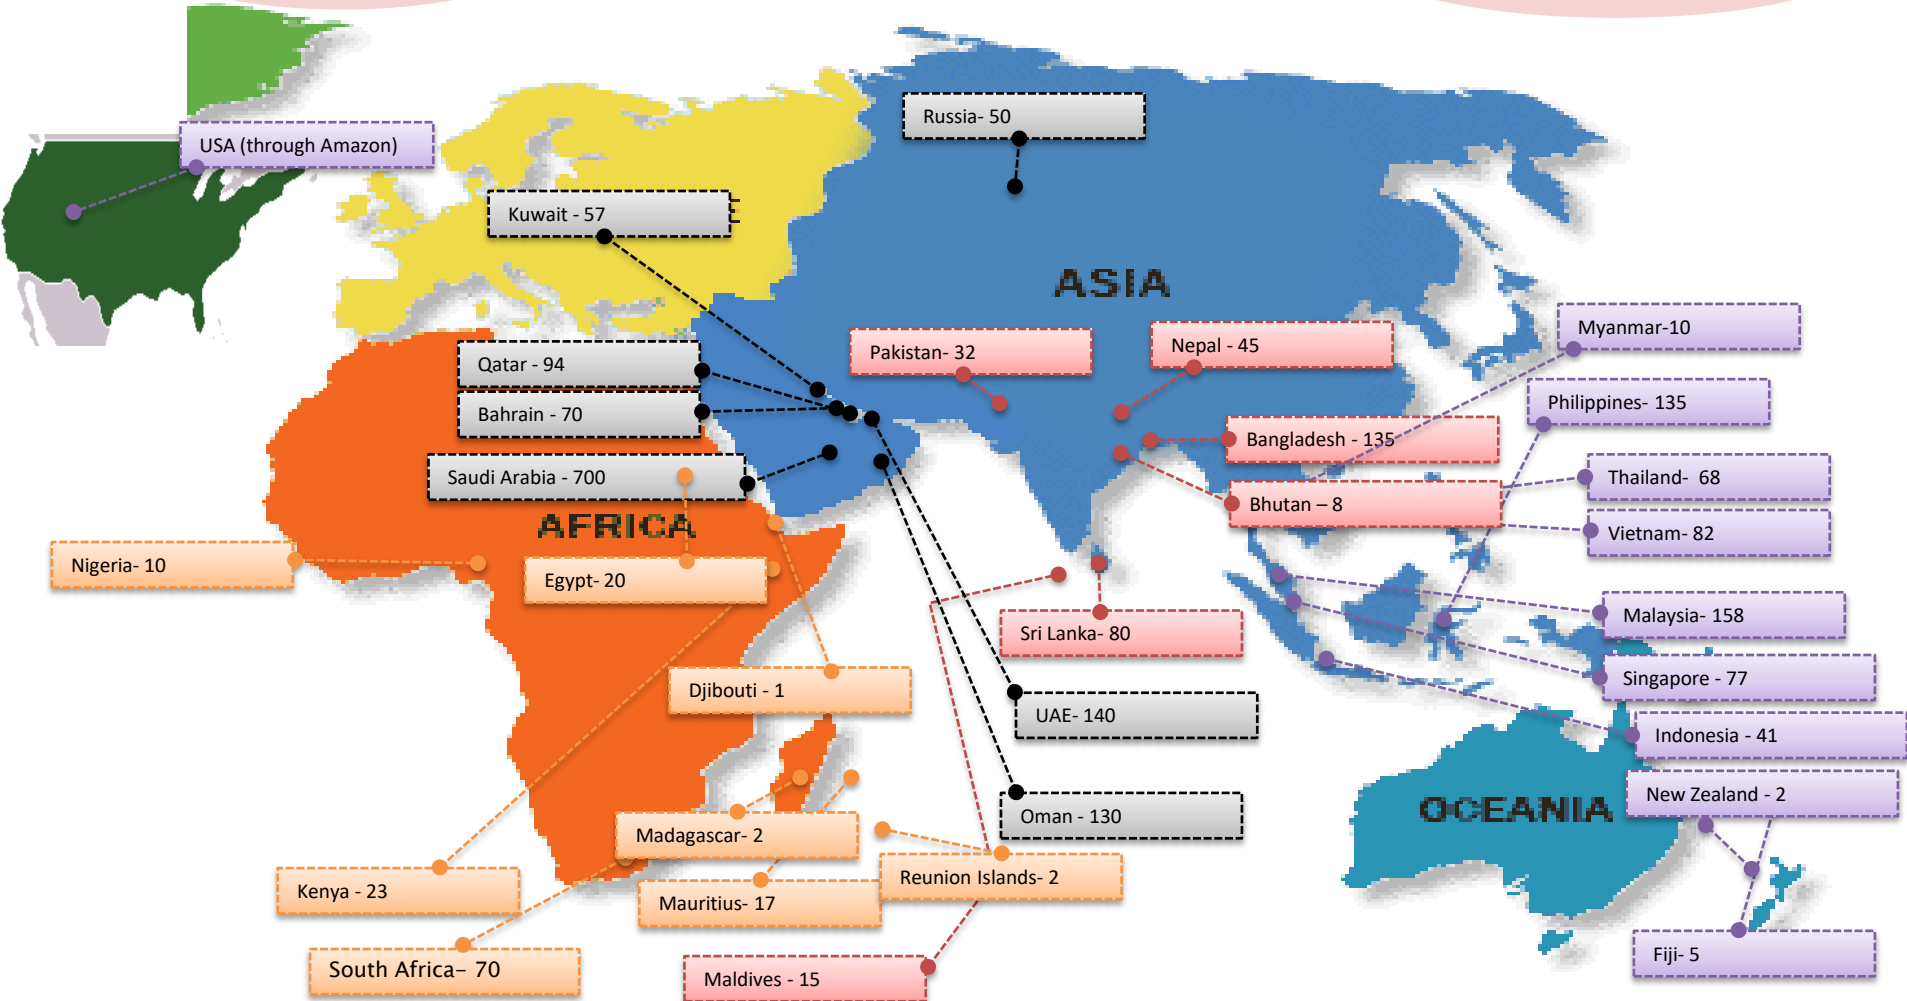 Russia- 50
USA (through Amazon)
Kuwait - 57
ASIA
Myanmar-10
Qatar - 94
Pakistan- 32
Nepal - 45
Bahrain - 70
Philippines- 135
Bangladesh - 135
Saudi Arabia - 700
Thailand-  68
Bhutan – 8
AFRICA
Vietnam- 82
Nigeria- 10
Egypt- 20
Malaysia- 158
Sri Lanka- 80
Singapore - 77
Djibouti - 1
UAE- 140
Indonesia - 41
New Zealand - 2
OCEANIA
Oman - 130
Madagascar- 2
Reunion Islands- 2
Kenya - 23
Mauritius- 17
Fiji- 5
South Africa– 70
Maldives - 15